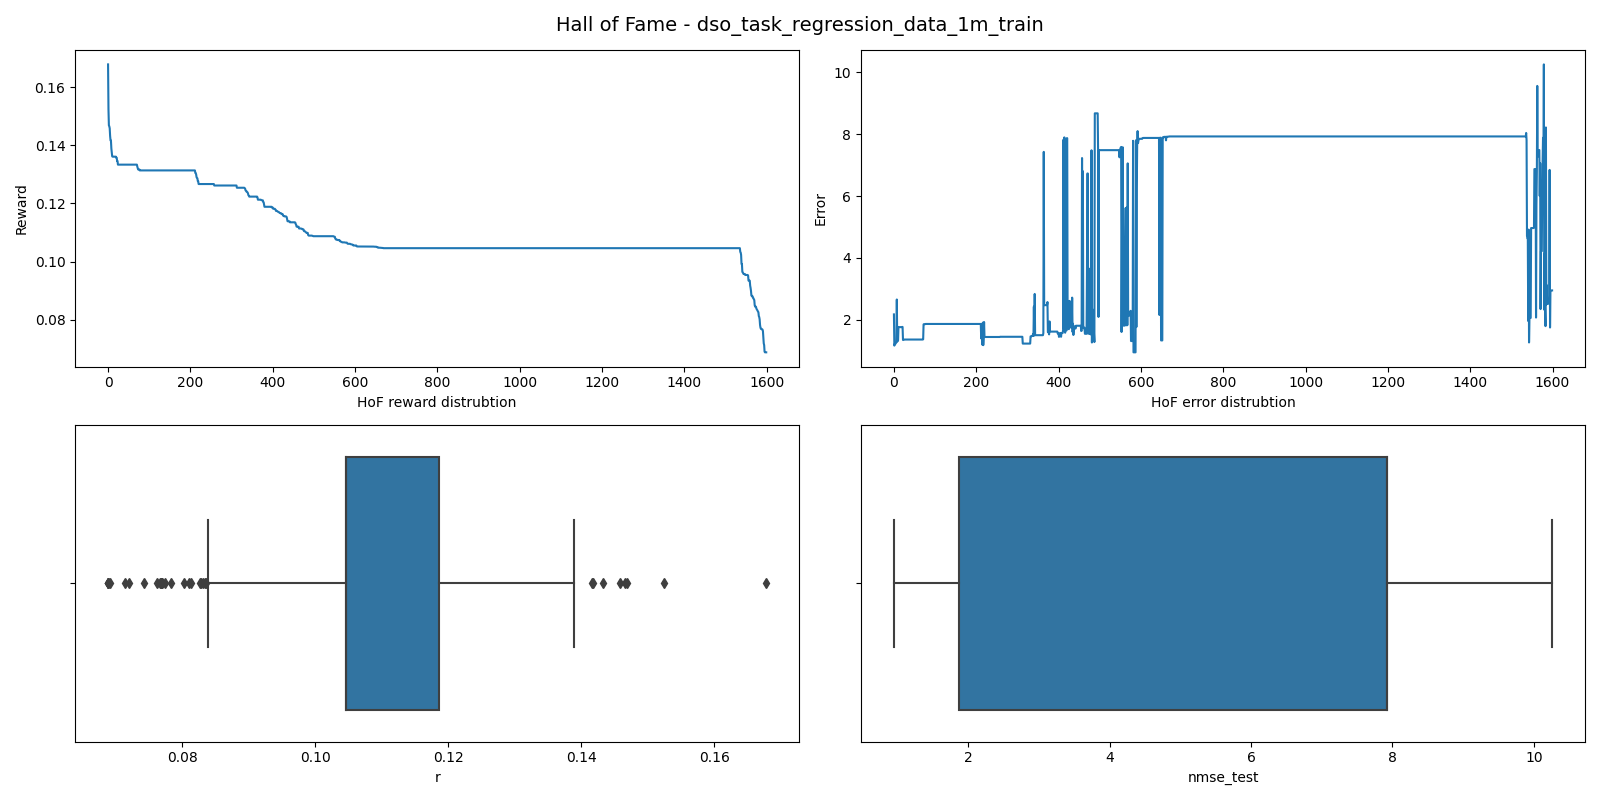 Hall of Fame - dso_task_regression_data_1m_train
Reward
0.16
0.14
0.12
0.10
0.08
0 200 400 600 800 1000 1200 1400 1600
HoF reward distrubtion
Error
10
8
6
4
2
0 200 400 600 800 1000 1200 1400 1600
HoF error distrubtion
0.08 0.10 0.12 0.14 0.16
r
2 4 6 8 10
nmse_test